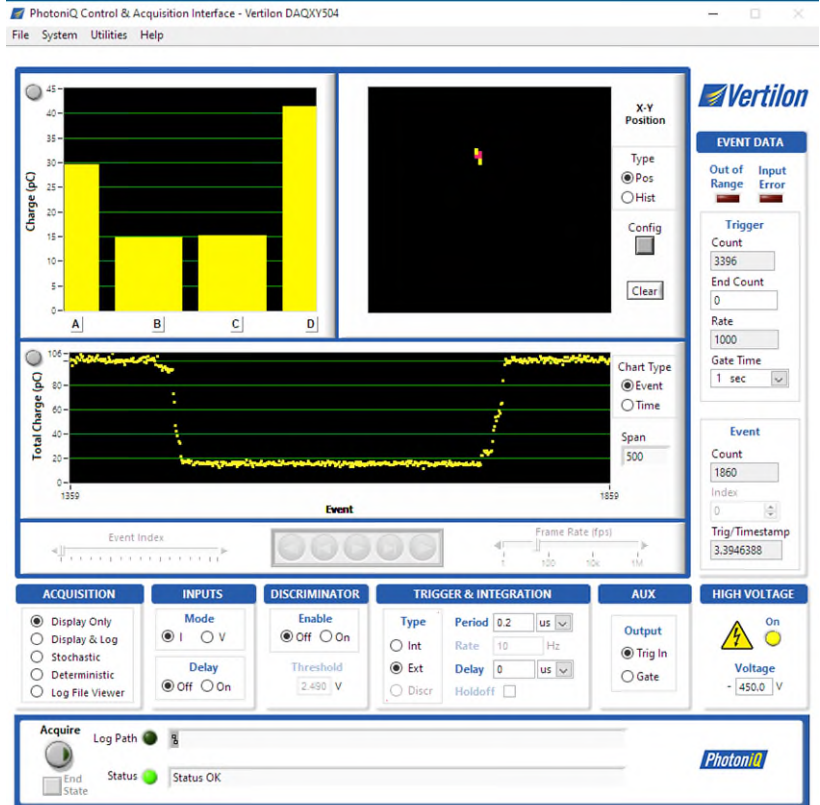 PhotoniQ Control & Acquisition Interface - Vertilon DAQXY504
File System Utilities Help
45
40
35
30
25
20
15
10
5
0
Charge (pC)
A B C D
X-Y
Position
Type
Pos
Hist
Config
Clear
Vertilon
EVENT DATA
Out of
Range
Input
Error
Trigger
Count
3396
End Count
0
Rate
1000
Gate Time
1 sec
Event
Count
1860
Index
0
Trig/Timestamp
3.3946388
106
80
60
40
20
0
Total Charge (pC)
1359 1859
Event
Chart Type
Event
Time
Span
500
Event Index
Frame Rate (fps)
1 100 10k 1M
ACQUISITION
Display Only
Display & Log
Stochastic
Deterministic
Log File Viewer
INPUTS
Mode
I V
Delay
Off On
DISCRIMINATOR
Enable
Off On
Threshold
2.490 V
TRIGGER & INTEGRATION
Type
Int
Ext
Discr
Period 0.2 us
Rate 10 Hz
Delay 0 us
Holdoff
AUX
Output
Trig In
Gate
HIGH VOLTAGE
On
Voltage
- 450.0 V
Acquire
End
State
Log Path
Status Status OK
PhotoniQ